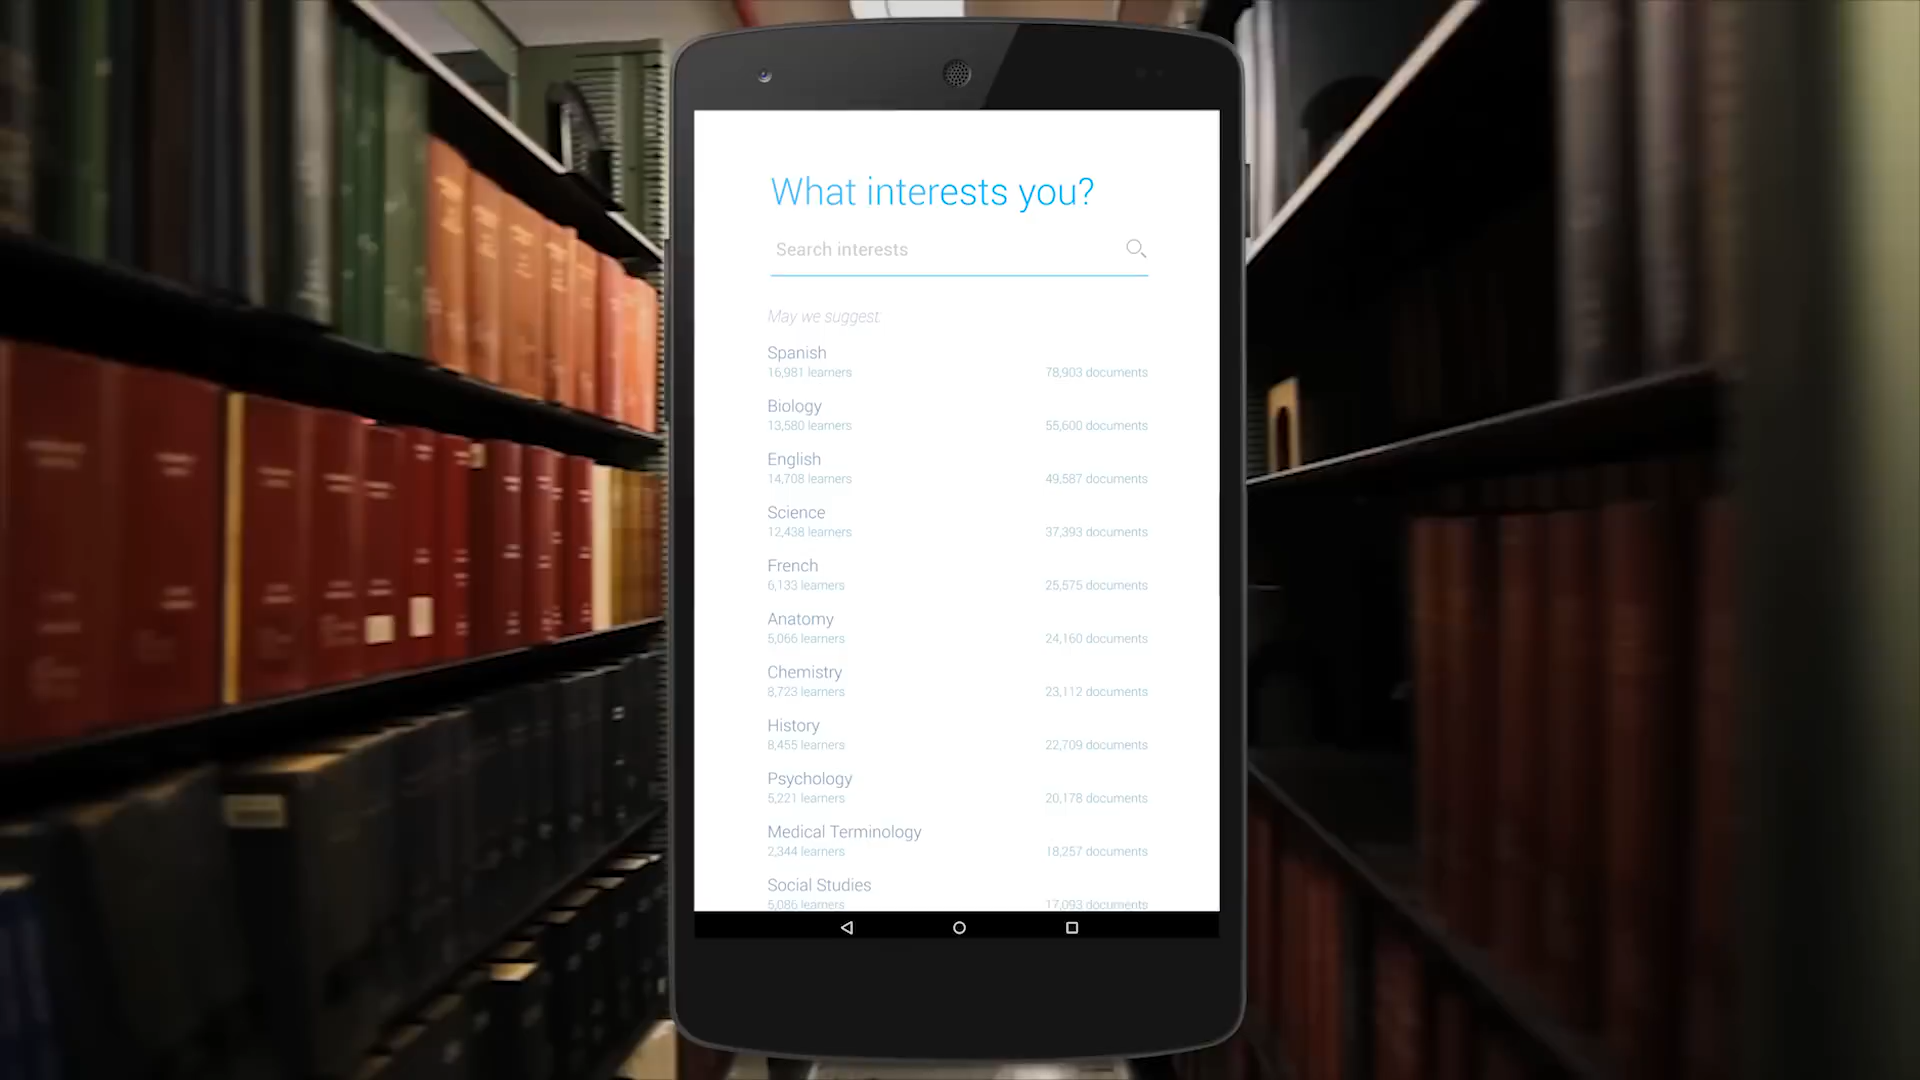 What interests you?
Search interests
May we suggest:
Spanish
16,981 learners 78,903 documents
Biology
13,580 learners 55,600 documents
English
14,708 learners 49,587 documents
Science
12,438 learners 37,393 documents
French
6,133 learners 25,575 documents
Anatomy
5,066 learners 24,160 documents
Chemistry
8,723 learners 23,112 documents
History
8,455 learners 22,709 documents
Psychology
5,221 learners 20,178 documents
Medical Terminology
2,344 learners 18,257 documents
Social Studies
5,086 learners 17,093 documents